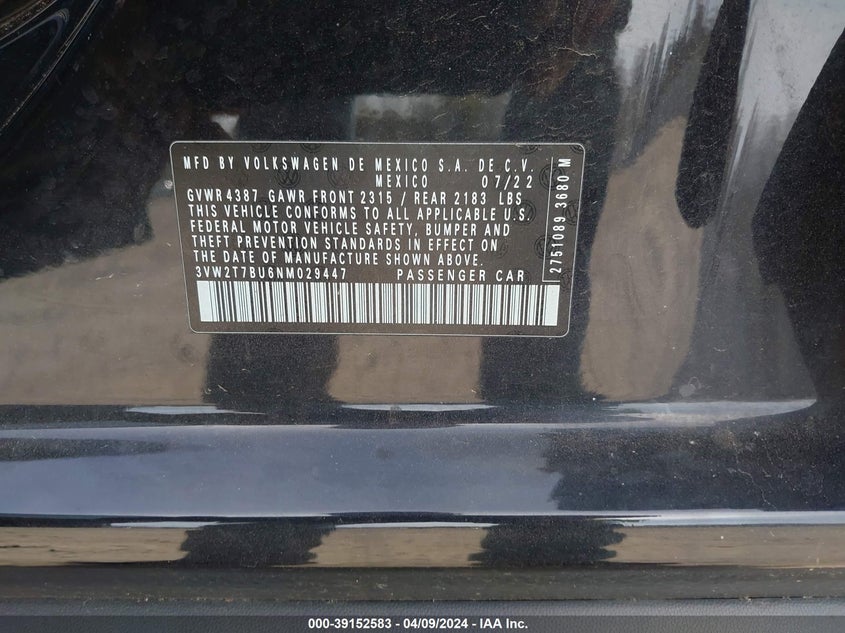 MFD BY VOLKSWAGEN DE MEXICO S.A. DE C.V.
MEXICO 07/22
GVWR 4387 GAWR FRONT 2315 / REAR 2183 LBS
THIS VEHICLE CONFORMS TO ALL APPLICABLE U.S.
FEDERAL MOTOR VEHICLE SAFETY, BUMPER AND
THEFT PREVENTION STANDARDS IN EFFECT ON
THE DATE OF MANUFACTURE SHOWN ABOVE.
3VW2T7BU6NM029447 PASSENGER CAR
2751089 3680 M
000-39152583 - 04/09/2024 - IAA Inc.